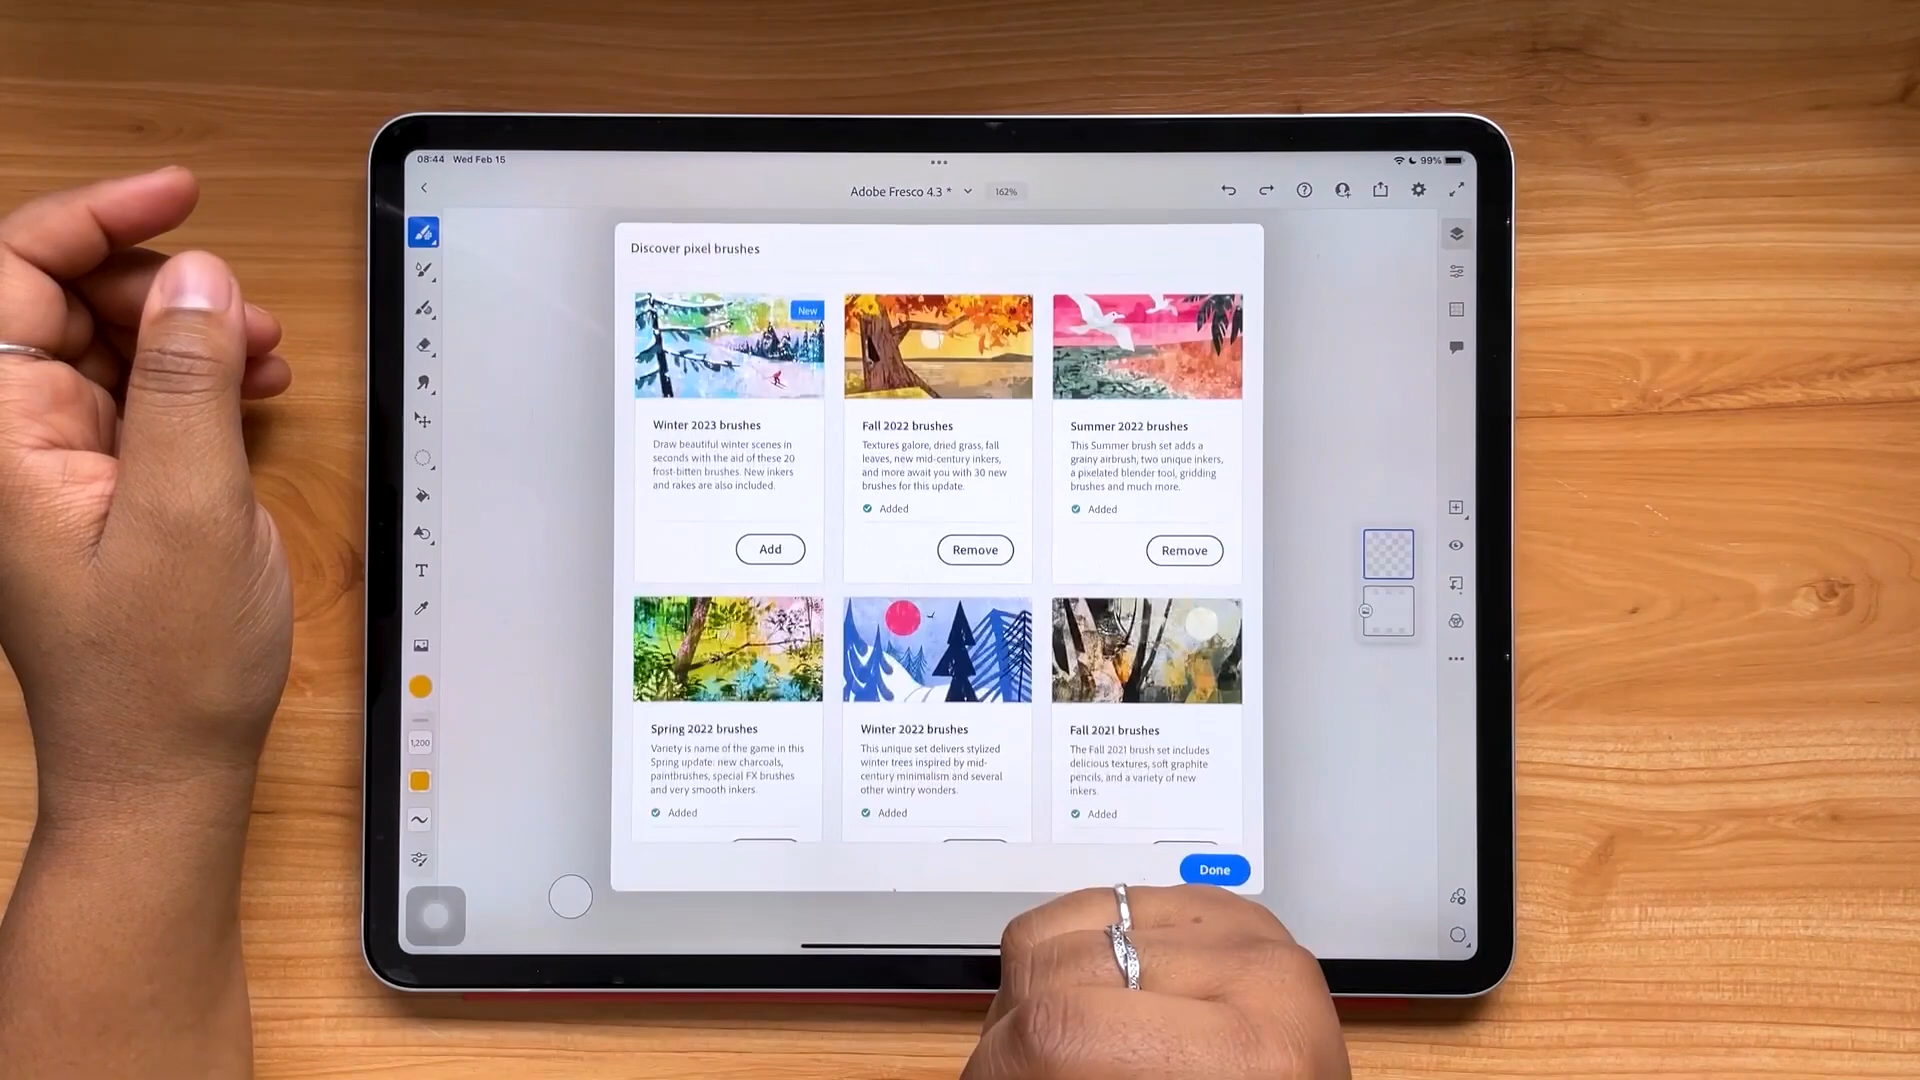 08:44 Wed Feb 15
99%
Adobe Fresco 4.3 *
162%
Discover pixel brushes
New
Winter 2023 brushes
Draw beautiful winter scenes in
seconds with the aid of these 20
frost-bitten brushes. New inkers
and rakes are also included.
Add
Fall 2022 brushes
Textures galore, dried grass, fall
leaves, new mid-century inkers,
and more await you with 30 new
brushes for this update.
Added
Remove
Summer 2022 brushes
This Summer brush set adds a
grainy airbrush, two unique inkers,
a pixelated blender tool, gridding
brushes and much more.
Added
Remove
Spring 2022 brushes
Variety is name of the game in this
Spring update: new charcoals,
paintbrushes, special FX brushes
and very smooth inkers.
Added
Winter 2022 brushes
This unique set delivers stylized
winter trees inspired by mid-
century minimalism and several
other wintry wonders.
Added
Fall 2021 brushes
The Fall 2021 brush set includes
delicious textures, soft graphite
pencils, and a variety of new
inkers.
Added
Done
T
1,200